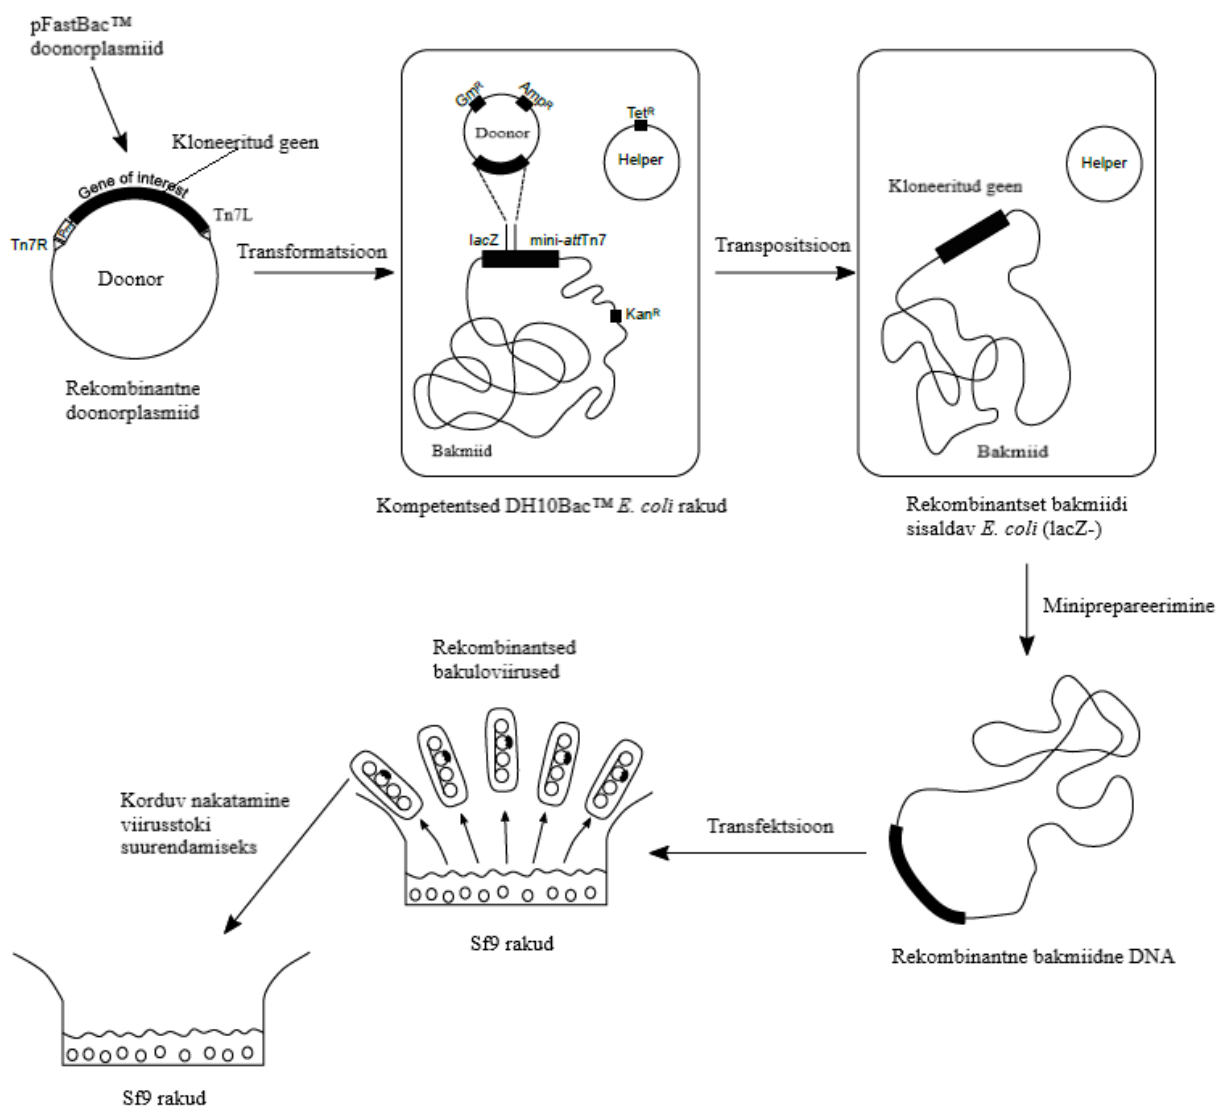 pFastBac™
doonorplasmiid
Kloneeritud geen
Gene of interest
Tn7R
Tn7L
Doonor
Rekombinantne
doonorplasmiid
Transformatsioon
Gmᴿ
Ampᴿ
Doonor
Tetᴿ
Helper
lacZ
mini-attTn7
Kanᴿ
Bakmiid
Kompetentsed DH10Bac™ E. coli rakud
Transpositsioon
Helper
Kloneeritud geen
Bakmiid
Rekombinantset bakmiidi
sisaldav E. coli (lacZ-)
Miniprepareerimine
Rekombinantne bakmiidne DNA
Transfektsioon
Rekombinantsed
bakuloviirused
Sf9 rakud
Korduv nakatamine
viirusstoki
suurendamiseks
Sf9 rakud